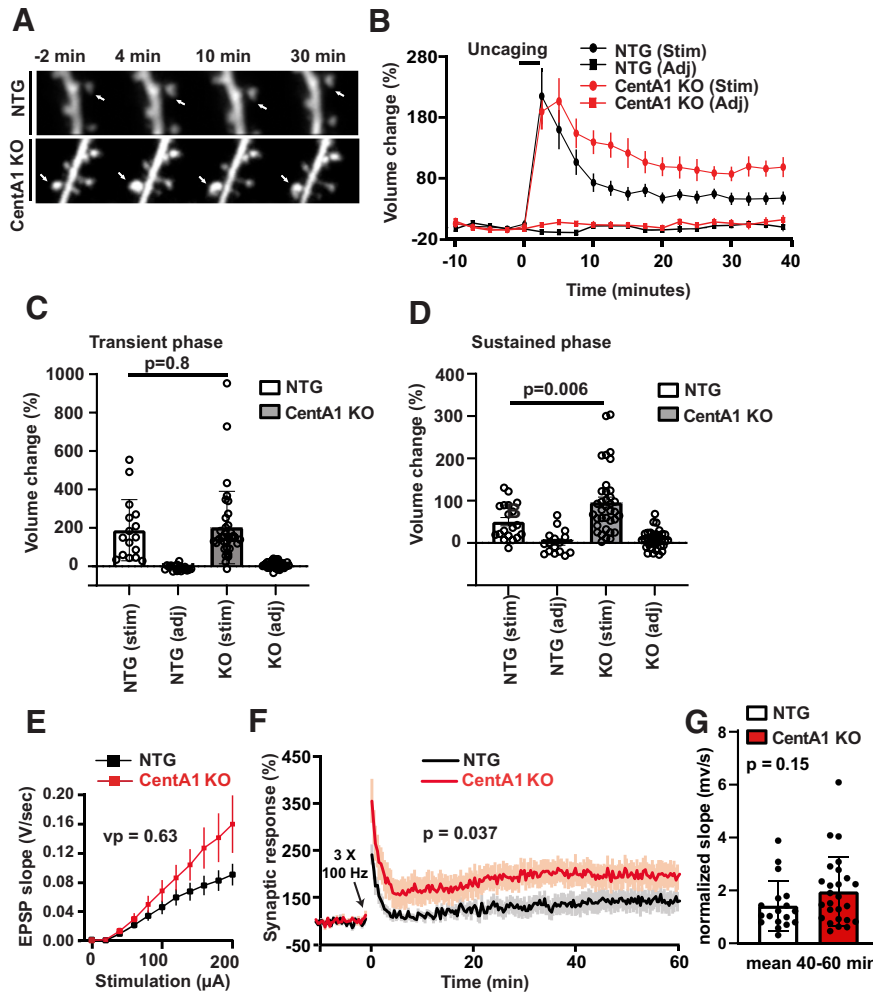 A
-2 min 4 min 10 min 30 min
NTG
CentA1 KO
B
Uncaging
NTG (Stim)
NTG (Adj)
CentA1 KO (Stim)
CentA1 KO (Adj)
Volume change (%)
280
180
80
-20
-10 0 10 20 30 40
Time (minutes)
C
Transient phase
p=0.8
NTG
CentA1 KO
Volume change (%)
1000
800
600
400
200
0
NTG (stim)
NTG (adj)
KO (stim)
KO (adj)
D
Sustained phase
p=0.006
NTG
CentA1 KO
Volume change (%)
400
300
200
100
0
NTG (stim)
NTG (adj)
KO (stim)
KO (adj)
E
NTG
CentA1 KO
vp = 0.63
EPSP slope (V/sec)
0.20
0.16
0.12
0.08
0.04
0.00
0 100 200
Stimulation (µA)
F
NTG
CentA1 KO
p = 0.037
3 X
100 Hz
Synaptic response (%)
450
350
250
150
-50
0 20 40 60
Time (min)
G
NTG
CentA1 KO
p = 0.15
normalized slope (mv/s)
8
6
4
2
0
mean 40-60 min